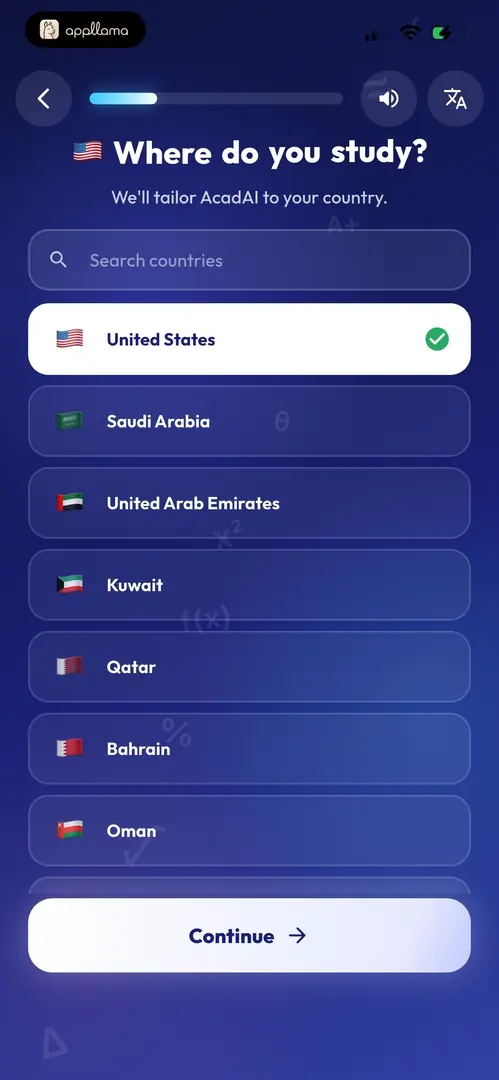 appllama
Where do you study?
We'll tailor AcadAI to your country.
A+
Search countries
United States
Saudi Arabia
θ
United Arab Emirates
x²
Kuwait
f(x)
Qatar
%
Bahrain
Oman
Continue →
Δ